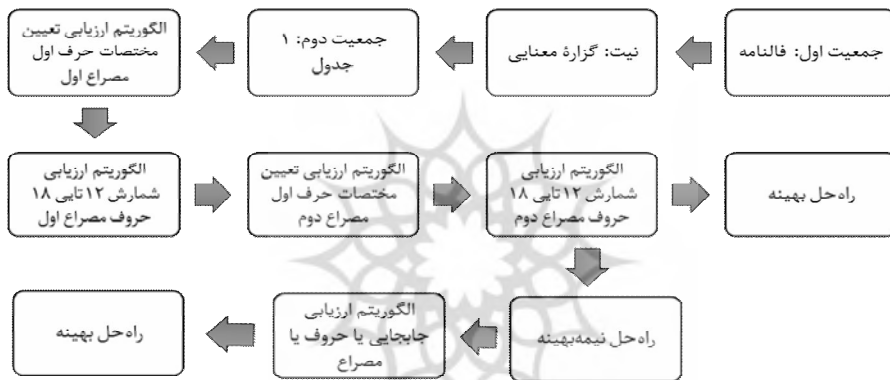 جمعیت اول: فالنامه
نیت: گزارهٔ معنایی
جمعیت دوم: ۱
جدول
الگوریتم ارزیابی تعیین
مختصات حرف اول
مصراع اول
الگوریتم ارزیابی
شمارش ۱۲تایی ۱۸
حروف مصراع اول
الگوریتم ارزیابی تعیین
مختصات حرف اول
مصراع دوم
الگوریتم ارزیابی
شمارش ۱۲تایی ۱۸
حروف مصراع دوم
راه‌حل بهینه
راه‌حل نیمه‌بهینه
الگوریتم ارزیابی
جابجایی یا حروف یا
مصراع
راه‌حل بهینه